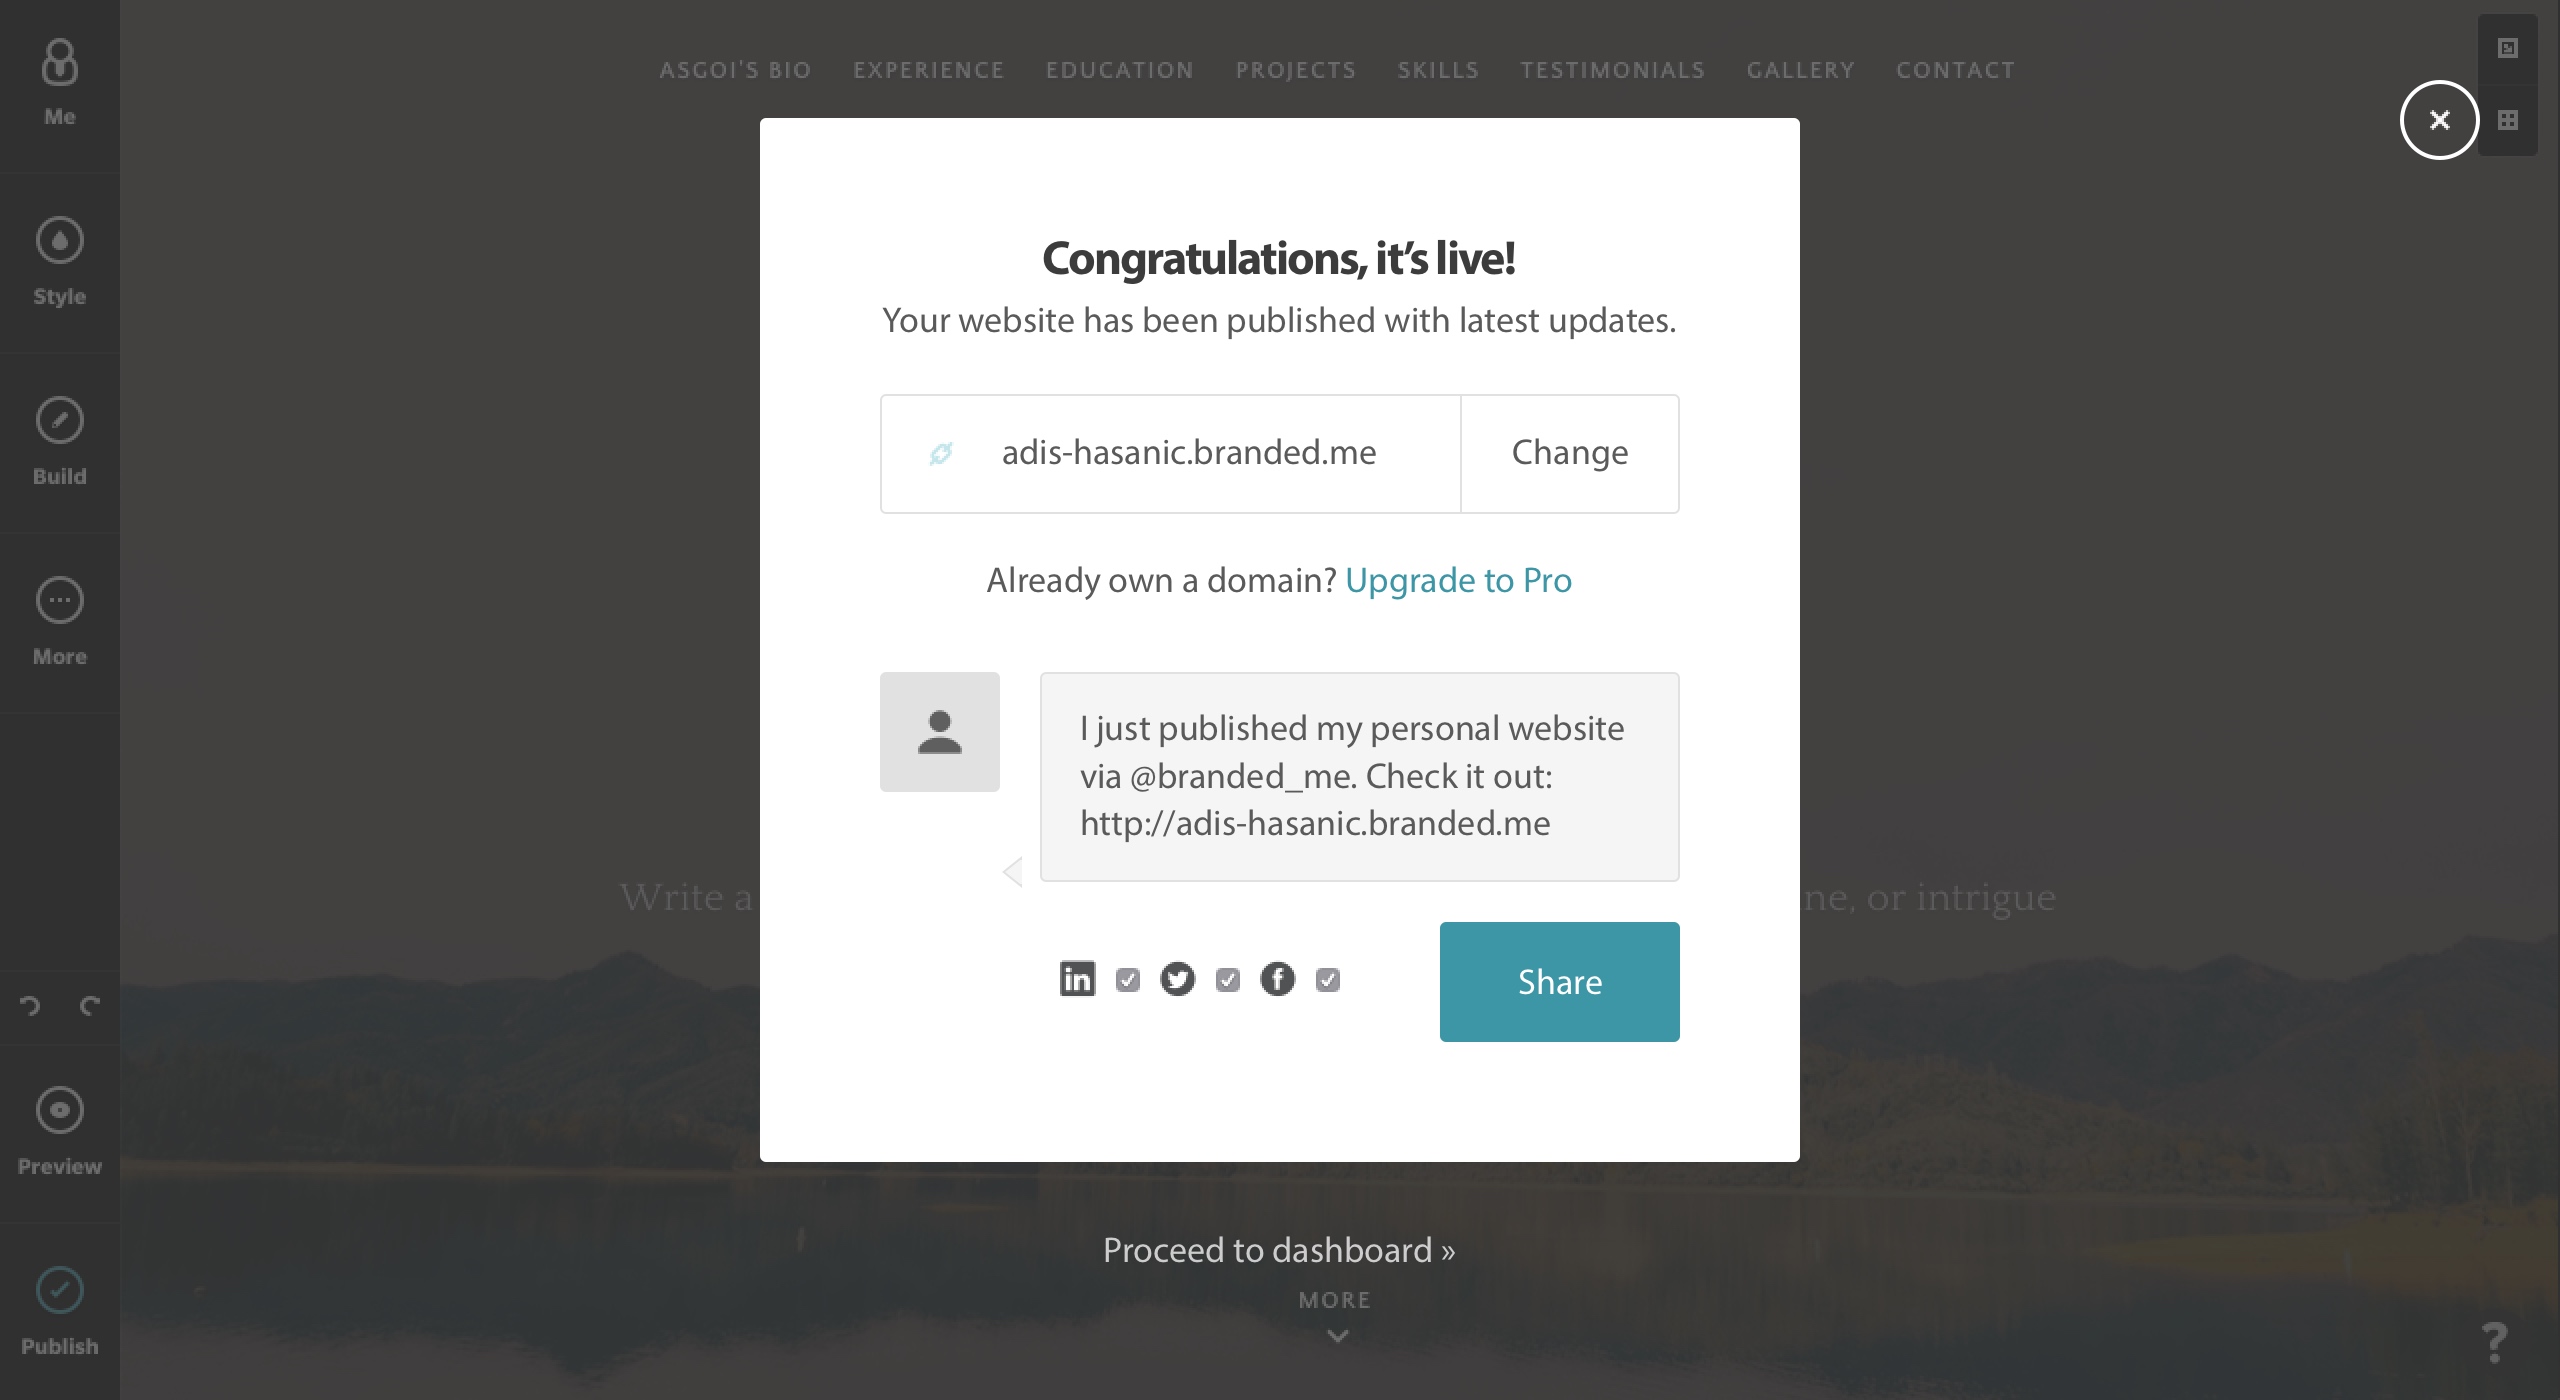 Me
Style
Build
More
Preview
Publish
ASGOI'S BIO EXPERIENCE EDUCATION PROJECTS SKILLS TESTIMONIALS GALLERY CONTACT
Congratulations, it’s live!
Your website has been published with latest updates.
adis-hasanic.branded.me Change
Already own a domain? Upgrade to Pro
I just published my personal website
via @branded_me. Check it out:
http://adis-hasanic.branded.me
Write a
or intrigue
in f Share
Proceed to dashboard »
MORE
?